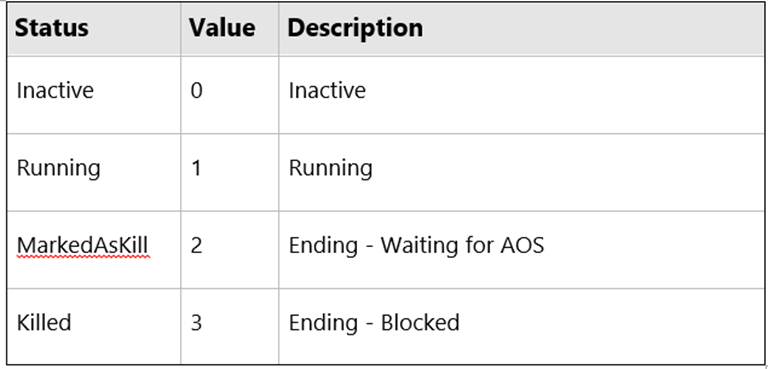 Status Value Description
Inactive 0 Inactive
Running 1 Running
MarkedAsKill 2 Ending - Waiting for AOS
Killed 3 Ending - Blocked